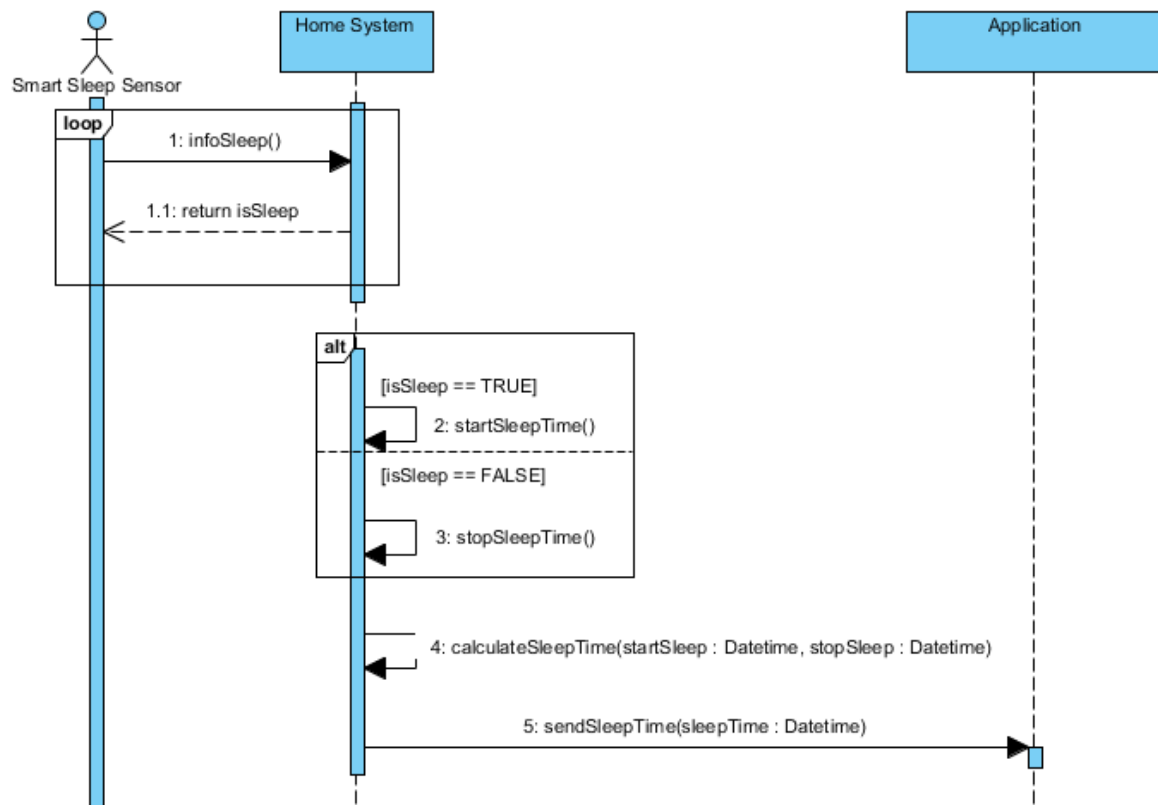 Home System
Application
Smart Sleep Sensor
loop
1: infoSleep()
1.1: return isSleep
alt
[isSleep == TRUE]
2: startSleepTime()
[isSleep == FALSE]
3: stopSleepTime()
4: calculateSleepTime(startSleep : Datetime, stopSleep : Datetime)
5: sendSleepTime(sleepTime : Datetime)